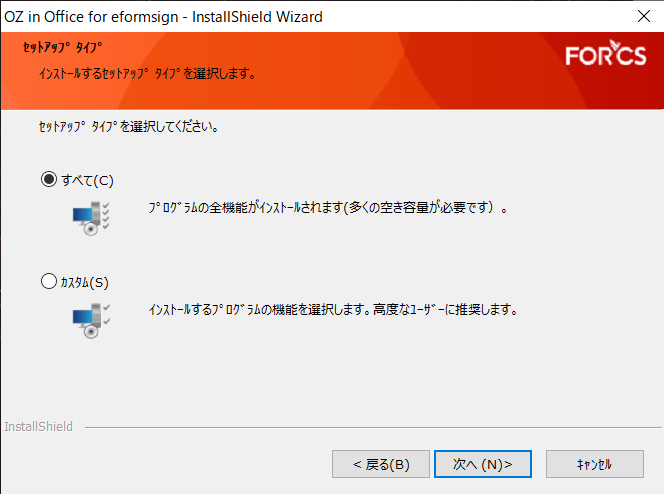 OZ in Office for eformsign - InstallShield Wizard
ｾｯﾄｱｯﾌﾟ ﾀｲﾌﾟ
ｲﾝｽﾄｰﾙするｾｯﾄｱｯﾌﾟ ﾀｲﾌﾟを選択します。
FORCS
ｾｯﾄｱｯﾌﾟ ﾀｲﾌﾟを選択してください。
すべて(C)
ﾌﾟﾛｸﾞﾗﾑの全機能がｲﾝｽﾄｰﾙされます(多くの空き容量が必要です）。
ｶｽﾀﾑ(S)
ｲﾝｽﾄｰﾙするﾌﾟﾛｸﾞﾗﾑの機能を選択します。高度なﾕｰｻﾞｰに推奨します。
InstallShield
< 戻る(B)
次へ (N)>
ｷｬﾝｾﾙ